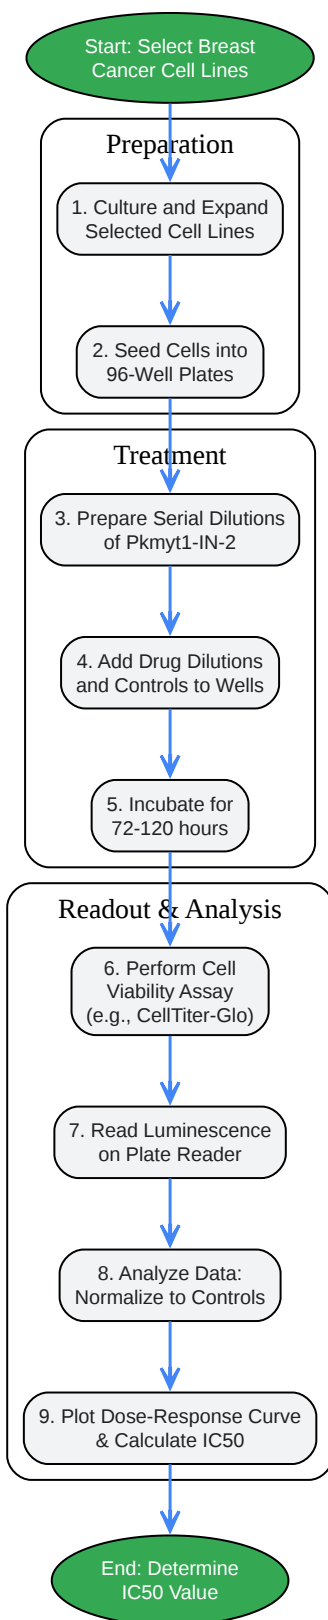 Start: Select Breast
Cancer Cell Lines
Preparation
1. Culture and Expand
Selected Cell Lines
2. Seed Cells into
96-Well Plates
Treatment
3. Prepare Serial Dilutions
of Pkmyt1-IN-2
4. Add Drug Dilutions
and Controls to Wells
5. Incubate for
72-120 hours
Readout & Analysis
6. Perform Cell
Viability Assay
(e.g., CellTiter-Glo)
7. Read Luminescence
on Plate Reader
8. Analyze Data:
Normalize to Controls
9. Plot Dose-Response Curve
& Calculate IC50
End: Determine
IC50 Value